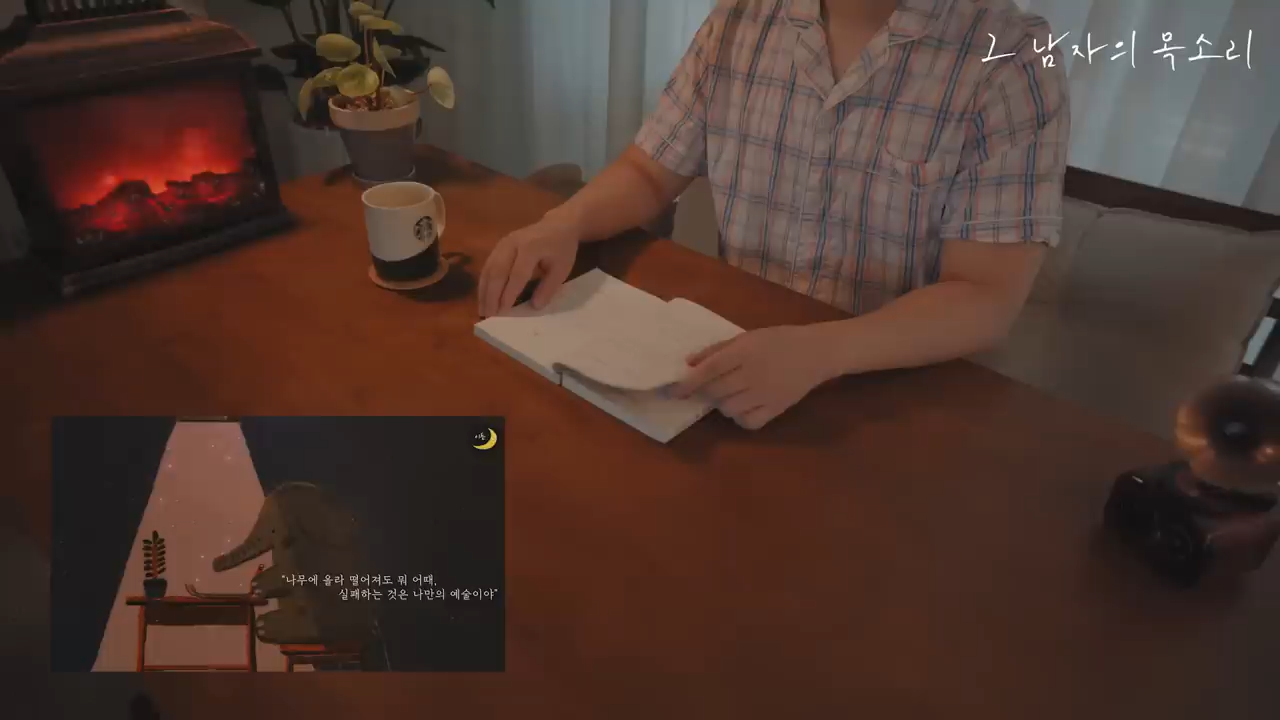 그 남자의 목소리
"나무에 올라 떨어져도 뭐 어때,
실패하는 것은 나만의 예술이야"